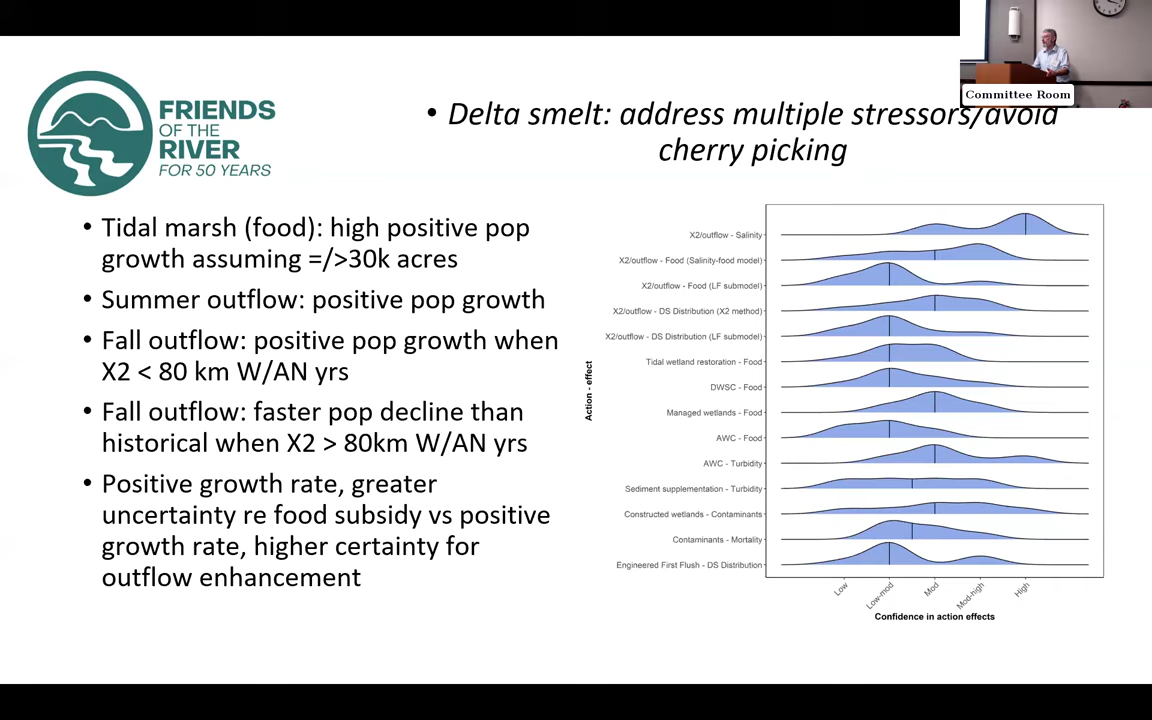 Committee Room
FRIENDS
OF THE
RIVER
FOR 50 YEARS
• Delta smelt: address multiple stressors/avoid
cherry picking
• Tidal marsh (food): high positive pop
growth assuming =/>30k acres
• Summer outflow: positive pop growth
• Fall outflow: positive pop growth when
X2 < 80 km W/AN yrs
• Fall outflow: faster pop decline than
historical when X2 > 80km W/AN yrs
• Positive growth rate, greater
uncertainty re food subsidy vs positive
growth rate, higher certainty for
outflow enhancement
Action - effect
X2/outflow - Salinity
X2/outflow - Food (Salinity-food model)
X2/outflow - Food (LF submodel)
X2/outflow - DS Distribution (X2 method)
X2/outflow - DS Distribution (LF submodel)
Tidal wetland restoration - Food
DWSC - Food
Managed wetlands - Food
AWC - Food
AWC - Turbidity
Sediment supplementation - Turbidity
Constructed wetlands - Contaminants
Contaminants - Mortality
Engineered First Flush - DS Distribution
Low
Low-mod
Mod
Mod-high
High
Confidence in action effects